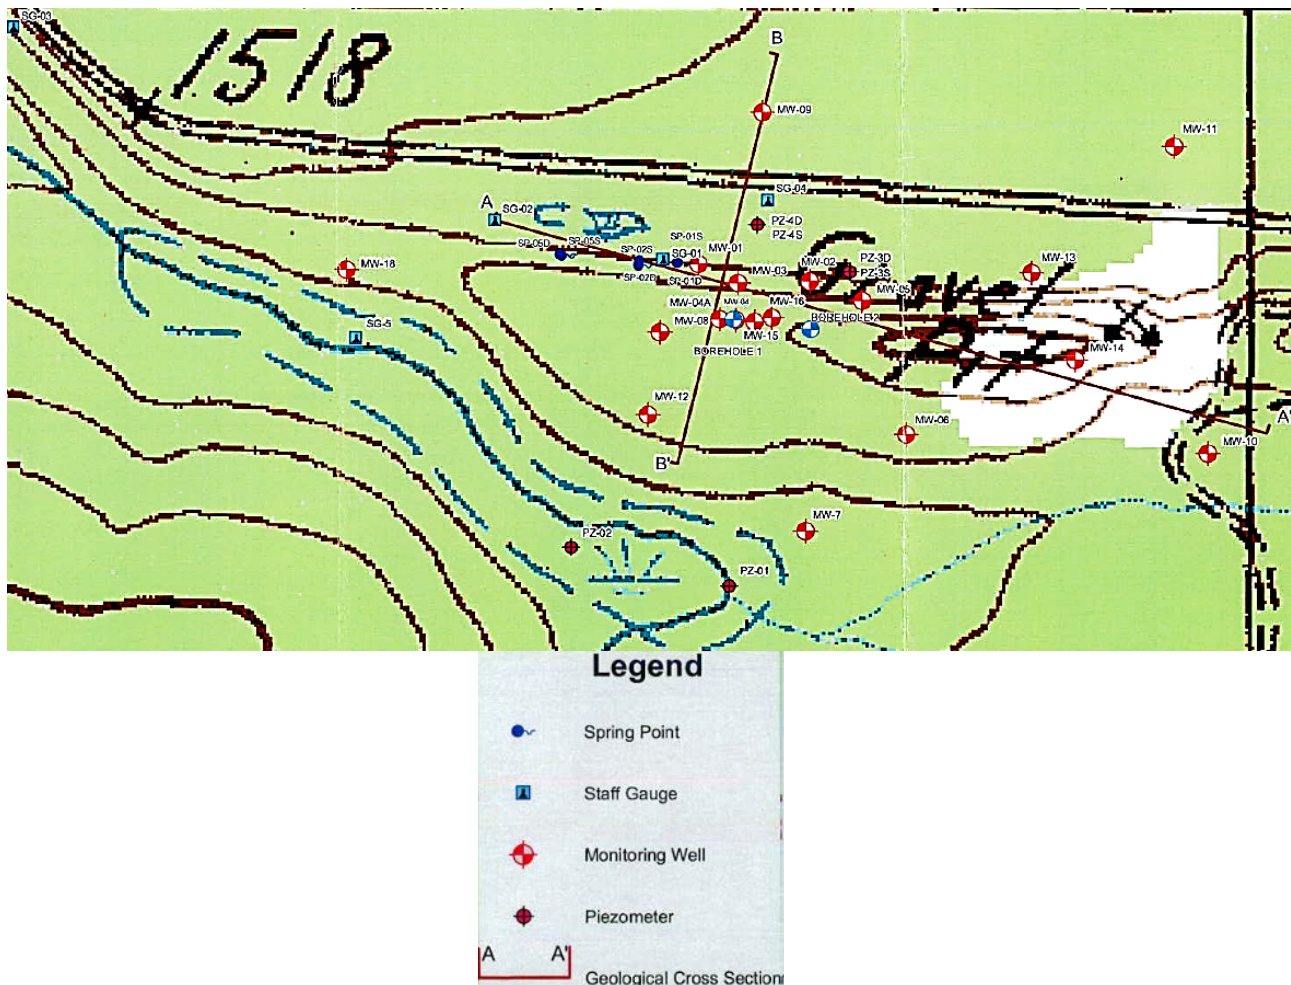 SG-03
1518
B
MW-09
MW-11
SG-04
A
SG-02
PZ-4D
PZ-4S
SP-01S
SP-05D
SP-05S
SP-02S
SG-01
MW-01
MW-02
PZ-3D
PZ-3S
MW-13
MW-18
SP-02D
SP-01D
MW-03
MW-05
Gravel
MW-04A
MW-04
MW-16
MW-08
MW-15
BOREHOLE 2
SG-5
BOREHOLE 1
Pit
MW-14
MW-12
MW-06
A'
B'
MW-10
MW-7
PZ-02
PZ-01
Legend
Spring Point
Staff Gauge
Monitoring Well
Piezometer
A A'
Geological Cross Section